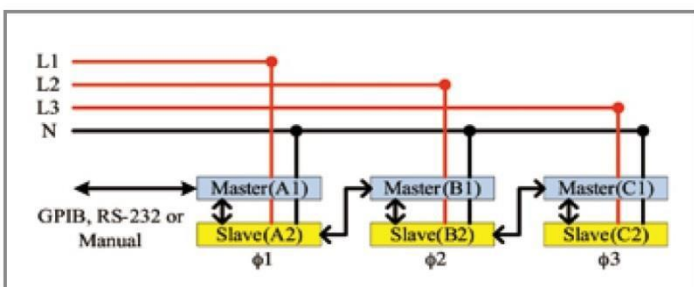 L1
L2
L3
N
Master(A1) Master(B1) Master(C1)
GPIB, RS-232 or
Manual
Slave(A2) Slave(B2) Slave(C2)
ϕ1 ϕ2 ϕ3